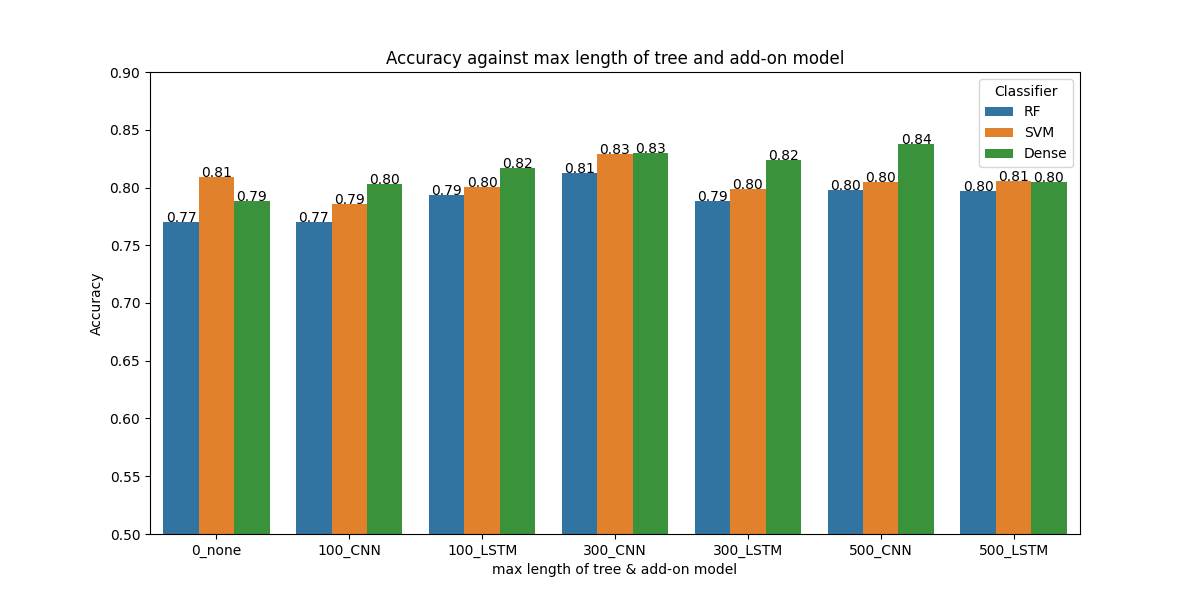 Accuracy against max length of tree and add-on model
Classifier
RF
SVM
Dense
0.90
0.85
0.80
0.75
0.70
0.65
0.60
0.55
0.50
Accuracy
0.77 0.81 0.79
0.77 0.79 0.80
0.79 0.80 0.82
0.81 0.83 0.83
0.79 0.80 0.82
0.80 0.80 0.84
0.80 0.81 0.80
0_none 100_CNN 100_LSTM 300_CNN 300_LSTM 500_CNN 500_LSTM
max length of tree & add-on model